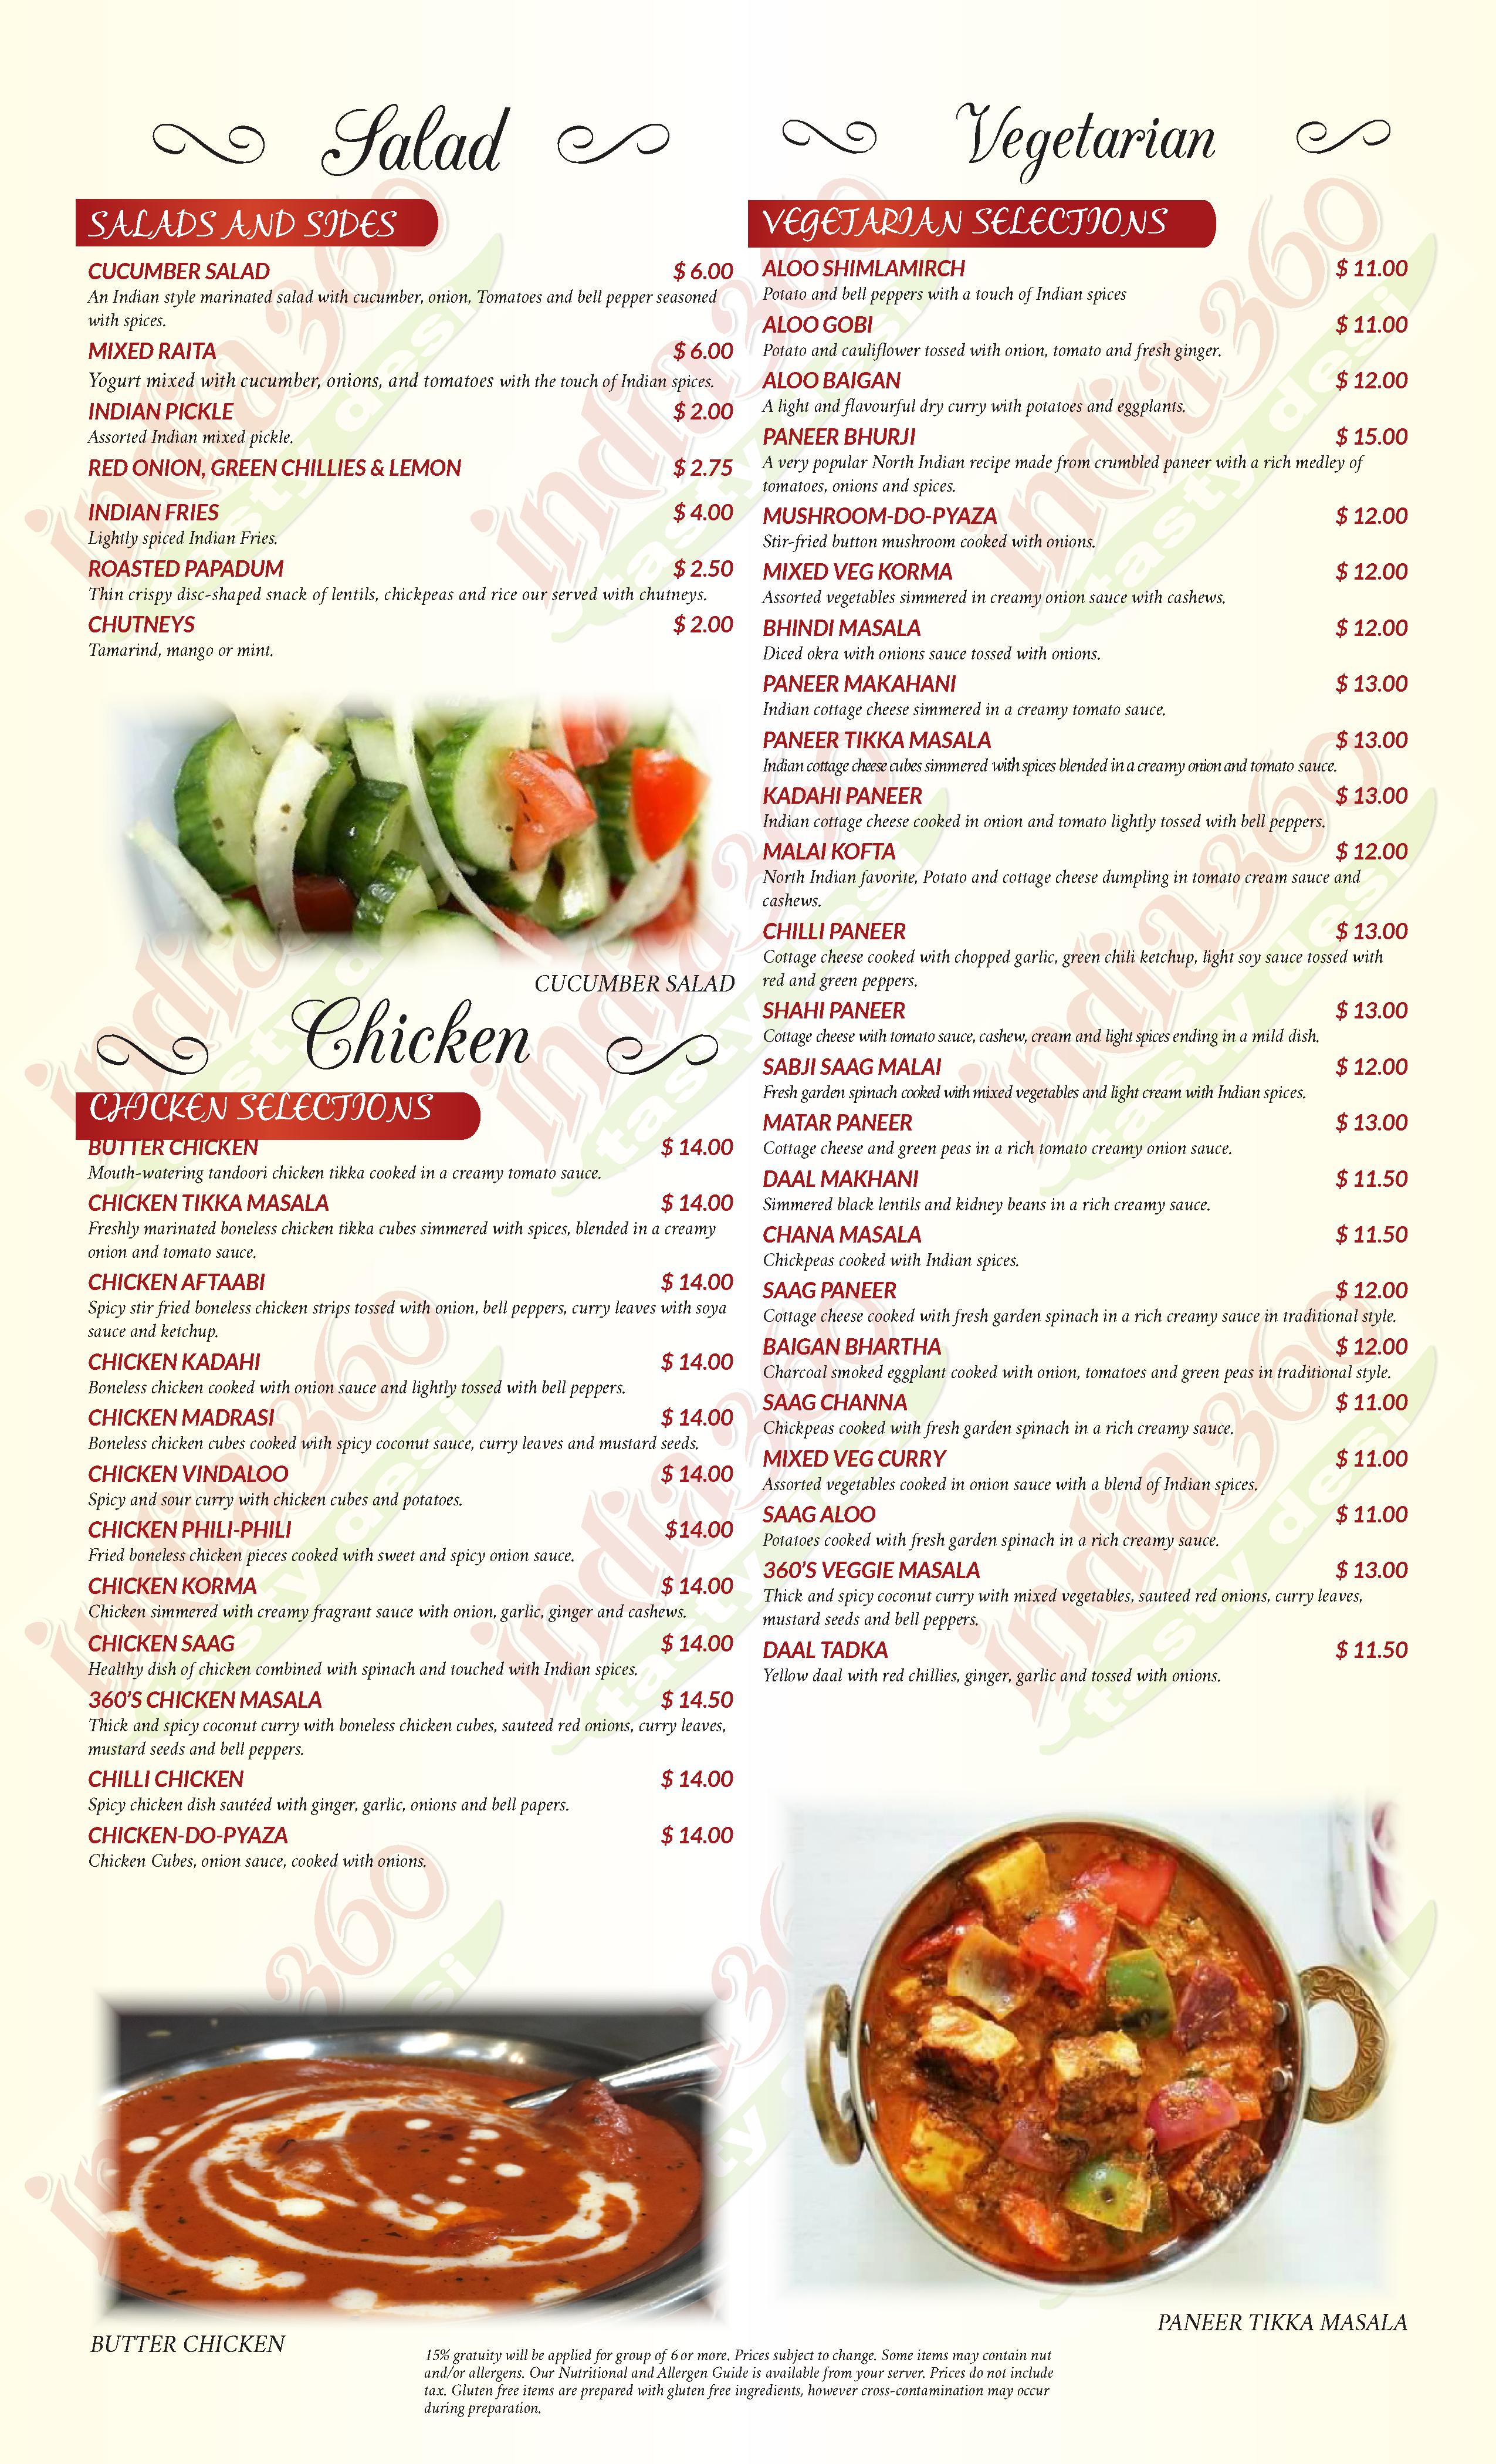 Salad
SALADS AND SIDES
CUCUMBER SALAD $ 6.00
An Indian style marinated salad with cucumber, onion, Tomatoes and bell pepper seasoned
with spices.
MIXED RAITA $ 6.00
Yogurt mixed with cucumber, onions, and tomatoes with the touch of Indian spices.
INDIAN PICKLE $ 2.00
Assorted Indian mixed pickle.
RED ONION, GREEN CHILLIES & LEMON $ 2.75
INDIAN FRIES $ 4.00
Lightly spiced Indian Fries.
ROASTED PAPADUM $ 2.50
Thin crispy disc-shaped snack of lentils, chickpeas and rice our served with chutneys.
CHUTNEYS $ 2.00
Tamarind, mango or mint.
CUCUMBER SALAD
Chicken
CHICKEN SELECTIONS
BUTTER CHICKEN $ 14.00
Mouth-watering tandoori chicken tikka cooked in a creamy tomato sauce.
CHICKEN TIKKA MASALA $ 14.00
Freshly marinated boneless chicken tikka cubes simmered with spices, blended in a creamy
onion and tomato sauce.
CHICKEN AFTAABI $ 14.00
Spicy stir fried boneless chicken strips tossed with onion, bell peppers, curry leaves with soya
sauce and ketchup.
CHICKEN KADAHI $ 14.00
Boneless chicken cooked with onion sauce and lightly tossed with bell peppers.
CHICKEN MADRASI $ 14.00
Boneless chicken cubes cooked with spicy coconut sauce, curry leaves and mustard seeds.
CHICKEN VINDALOO $ 14.00
Spicy and sour curry with chicken cubes and potatoes.
CHICKEN PHILI-PHILI $14.00
Fried boneless chicken pieces cooked with sweet and spicy onion sauce.
CHICKEN KORMA $ 14.00
Chicken simmered with creamy fragrant sauce with onion, garlic, ginger and cashews.
CHICKEN SAAG $ 14.00
Healthy dish of chicken combined with spinach and touched with Indian spices.
360'S CHICKEN MASALA $ 14.50
Thick and spicy coconut curry with boneless chicken cubes, sauteed red onions, curry leaves,
mustard seeds and bell peppers.
CHILLI CHICKEN $ 14.00
Spicy chicken dish sautéed with ginger, garlic, onions and bell papers.
CHICKEN-DO-PYAZA $ 14.00
Chicken Cubes, onion sauce, cooked with onions.
BUTTER CHICKEN
Vegetarian
VEGETARIAN SELECTIONS
ALOO SHIMLAMIRCH $ 11.00
Potato and bell peppers with a touch of Indian spices
ALOO GOBI $ 11.00
Potato and cauliflower tossed with onion, tomato and fresh ginger.
ALOO BAIGAN $ 12.00
A light and flavourful dry curry with potatoes and eggplants.
PANEER BHURJI $ 15.00
A very popular North Indian recipe made from crumbled paneer with a rich medley of
tomatoes, onions and spices.
MUSHROOM-DO-PYAZA $ 12.00
Stir-fried button mushroom cooked with onions.
MIXED VEG KORMA $ 12.00
Assorted vegetables simmered in creamy onion sauce with cashews.
BHINDI MASALA $ 12.00
Diced okra with onions sauce tossed with onions.
PANEER MAKAHANI $ 13.00
Indian cottage cheese simmered in a creamy tomato sauce.
PANEER TIKKA MASALA $ 13.00
Indian cottage cheese cubes simmered with spices blended in a creamy onion and tomato sauce.
KADAHI PANEER $ 13.00
Indian cottage cheese cooked in onion and tomato lightly tossed with bell peppers.
MALAI KOFTA $ 12.00
North Indian favorite, Potato and cottage cheese dumpling in tomato cream sauce and
cashews.
CHILLI PANEER $ 13.00
Cottage cheese cooked with chopped garlic, green chili ketchup, light soy sauce tossed with
red and green peppers.
SHAHI PANEER $ 13.00
Cottage cheese with tomato sauce, cashew, cream and light spices ending in a mild dish.
SABJI SAAG MALAI $ 12.00
Fresh garden spinach cooked with mixed vegetables and light cream with Indian spices.
MATAR PANEER $ 13.00
Cottage cheese and green peas in a rich tomato creamy onion sauce.
DAAL MAKHANI $ 11.50
Simmered black lentils and kidney beans in a rich creamy sauce.
CHANA MASALA $ 11.50
Chickpeas cooked with Indian spices.
SAAG PANEER $ 12.00
Cottage cheese cooked with fresh garden spinach in a rich creamy sauce in traditional style.
BAIGAN BHARTHA $ 12.00
Charcoal smoked eggplant cooked with onion, tomatoes and green peas in traditional style.
SAAG CHANNA $ 11.00
Chickpeas cooked with fresh garden spinach in a rich creamy sauce.
MIXED VEG CURRY $ 11.00
Assorted vegetables cooked in onion sauce with a blend of Indian spices.
SAAG ALOO $ 11.00
Potatoes cooked with fresh garden spinach in a rich creamy sauce.
360'S VEGGIE MASALA $ 13.00
Thick and spicy coconut curry with mixed vegetables, sauteed red onions, curry leaves,
mustard seeds and bell peppers.
DAAL TADKA $ 11.50
Yellow daal with red chillies, ginger, garlic and tossed with onions.
PANEER TIKKA MASALA
15% gratuity will be applied for group of 6 or more. Prices subject to change. Some items may contain nut
and/or allergens. Our Nutritional and Allergen Guide is available from your server. Prices do not include
tax. Gluten free items are prepared with gluten free ingredients, however cross-contamination may occur
during preparation.
india360
tasty desi